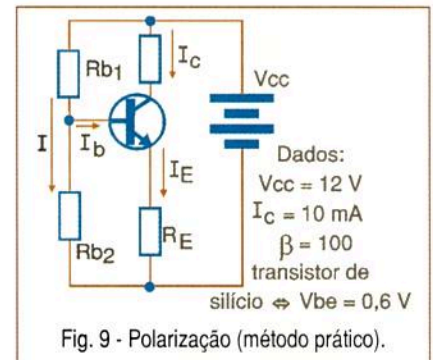 Rb1
Ic
Vcc
I
Ib
IE
Rb2
RE
Dados:
Vcc = 12 V
IC = 10 mA
β = 100
transistor de
silício ⇔ Vbe = 0,6 V
Fig. 9 - Polarização (método prático).